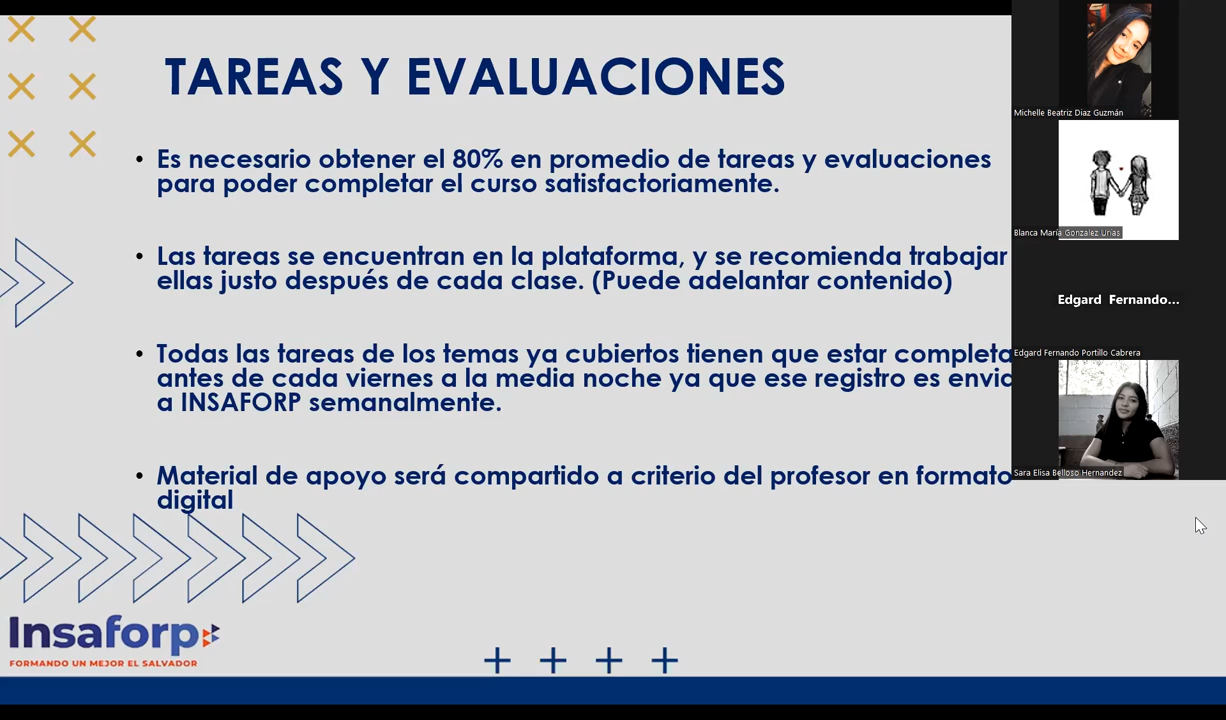 TAREAS Y EVALUACIONES
• Es necesario obtener el 80% en promedio de tareas y evaluaciones
para poder completar el curso satisfactoriamente.
• Las tareas se encuentran en la plataforma, y se recomienda trabajar
ellas justo después de cada clase. (Puede adelantar contenido)
• Todas las tareas de los temas ya cubiertos tienen que estar
antes de cada viernes a la media noche ya que ese registro es
a INSAFORP semanalmente.
• Material de apoyo será compartido a criterio del profesor en formato
digital
Insaforp
FORMANDO UN MEJOR EL SALVADOR
Michelle Beatriz Diaz Guzmán
Blanca María Gonzalez Urias
Edgard Fernando...
Edgard Fernando Portillo Cabrera
Sara Elisa Belloso Hernandez